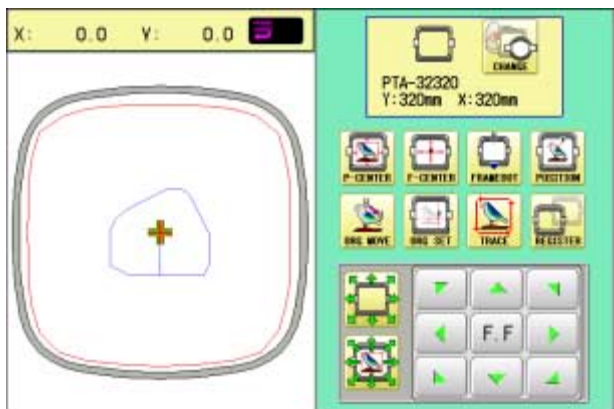 X: 0.0 Y: 0.0
CHANGE
PTA-32320
Y:320mm X:320mm
P-CENTER F-CENTER FRAMEOUT POSITION
ORG MOVE ORG SET TRACE REGISTER
F.F